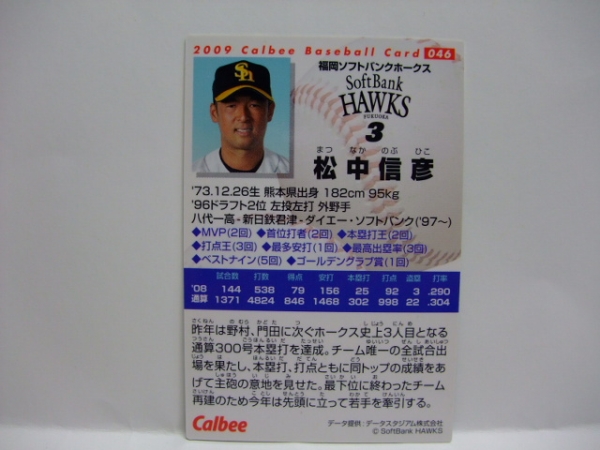 2009 Calbee Baseball Card 046
福岡ソフトバンクホークス
SoftBank
HAWKS
FUKUOKA
3
まつ なか のぶ ひこ
松中信彦
'73.12.26生 熊本県出身 182cm 95kg
'96ドラフト2位 左投左打 外野手
八代一高-新日鉄君津-ダイエー・ソフトバンク('97〜)
◆MVP(2回) ◆首位打者(2回) ◆本塁打王(2回)
◆打点王(3回) ◆最多安打(1回) ◆最高出塁率(3回)
◆ベストナイン(5回) ◆ゴールデングラブ賞(1回)
試合数 打数 得点 安打 本塁打 打点 盗塁 打率
'08 144 538 79 156 25 92 3 .290
通算 1371 4824 846 1468 302 998 22 .304
昨年は野村、門田に次ぐホークス史上3人目となる
通算300号本塁打を達成。チーム唯一の全試合出
場を果たし、本塁打、打点ともに同トップの成績をあ
げて主砲の意地を見せた。最下位に終わったチーム
再建のため今年は先頭に立って若手を牽引する。
Calbee
データ提供:データスタジアム株式会社
© SoftBank HAWKS